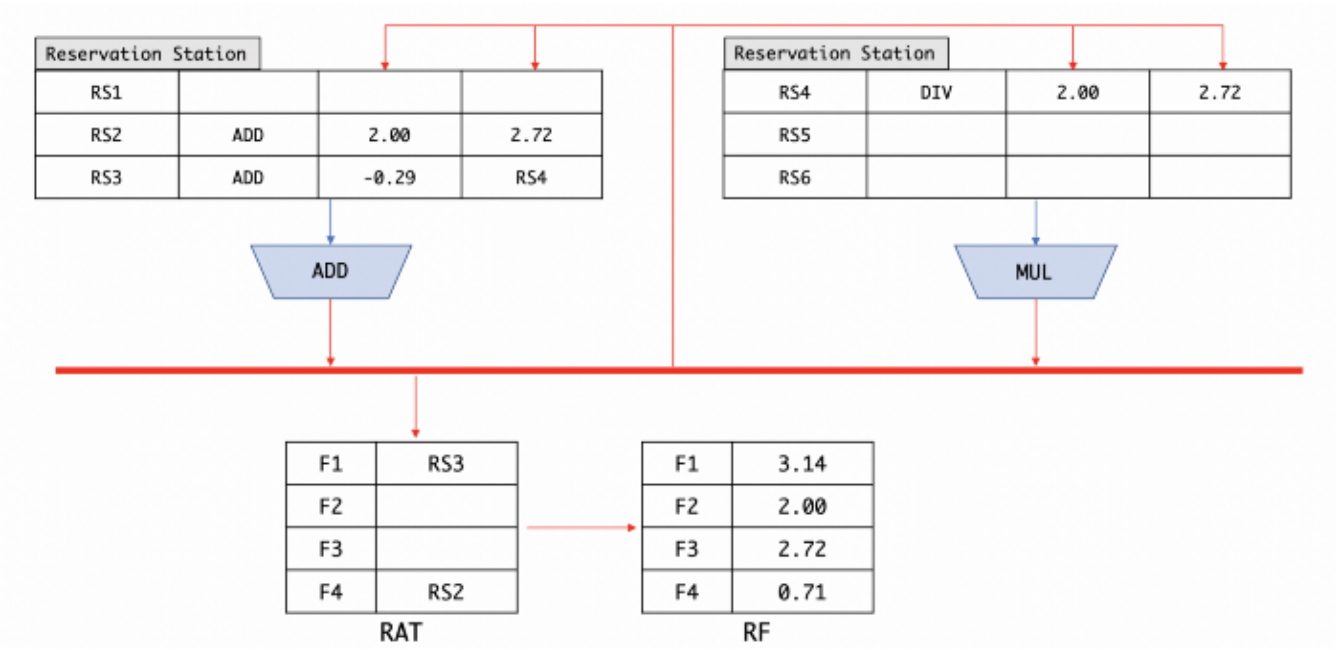 Reservation Station
RS1
RS2 ADD 2.00 2.72
RS3 ADD -0.29 RS4
ADD
Reservation Station
RS4 DIV 2.00 2.72
RS5
RS6
MUL
F1 RS3
F2
F3
F4 RS2
RAT
F1 3.14
F2 2.00
F3 2.72
F4 0.71
RF